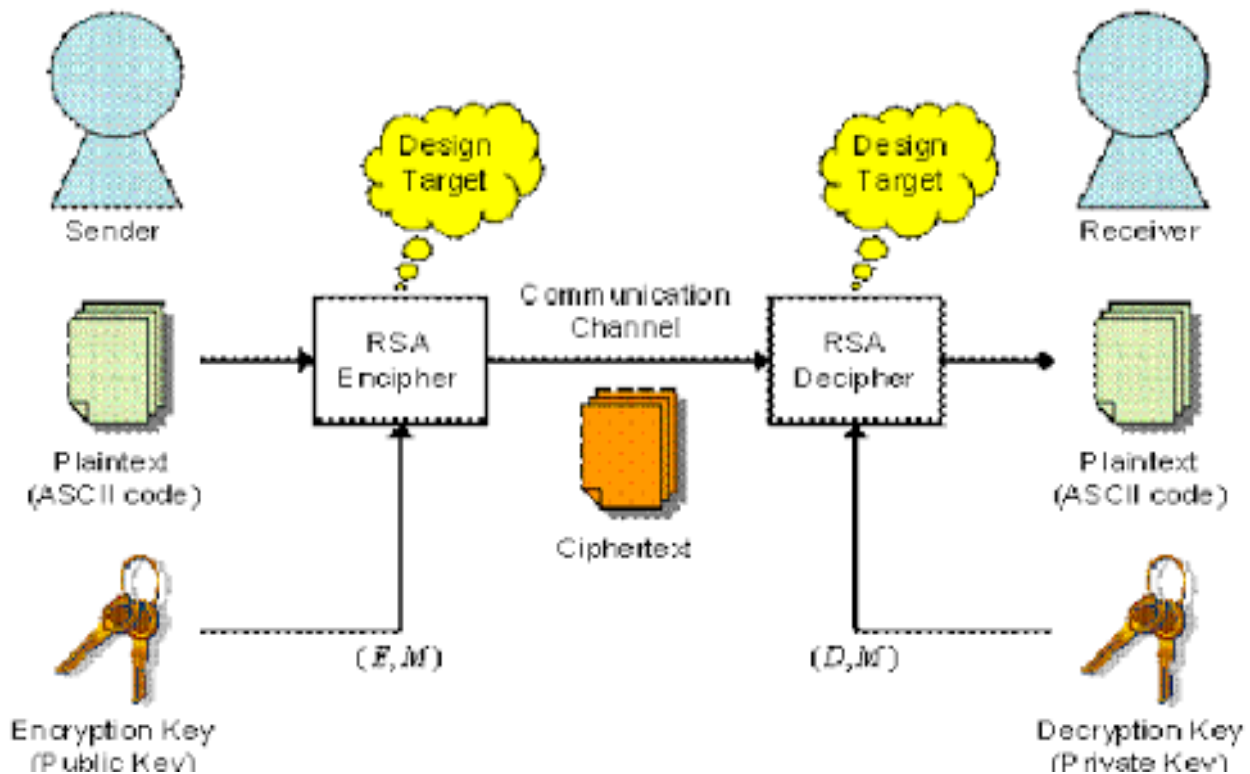 Design
Target
Design
Target
Sender
Receiver
Communication
Channel
RSA
Encipher
RSA
Decipher
Plaintext
(ASCII code)
Ciphertext
Plaintext
(ASCII code)
(E,M)
(D,M)
Encryption Key
(Public Key)
Decryption Key
(Private Key)